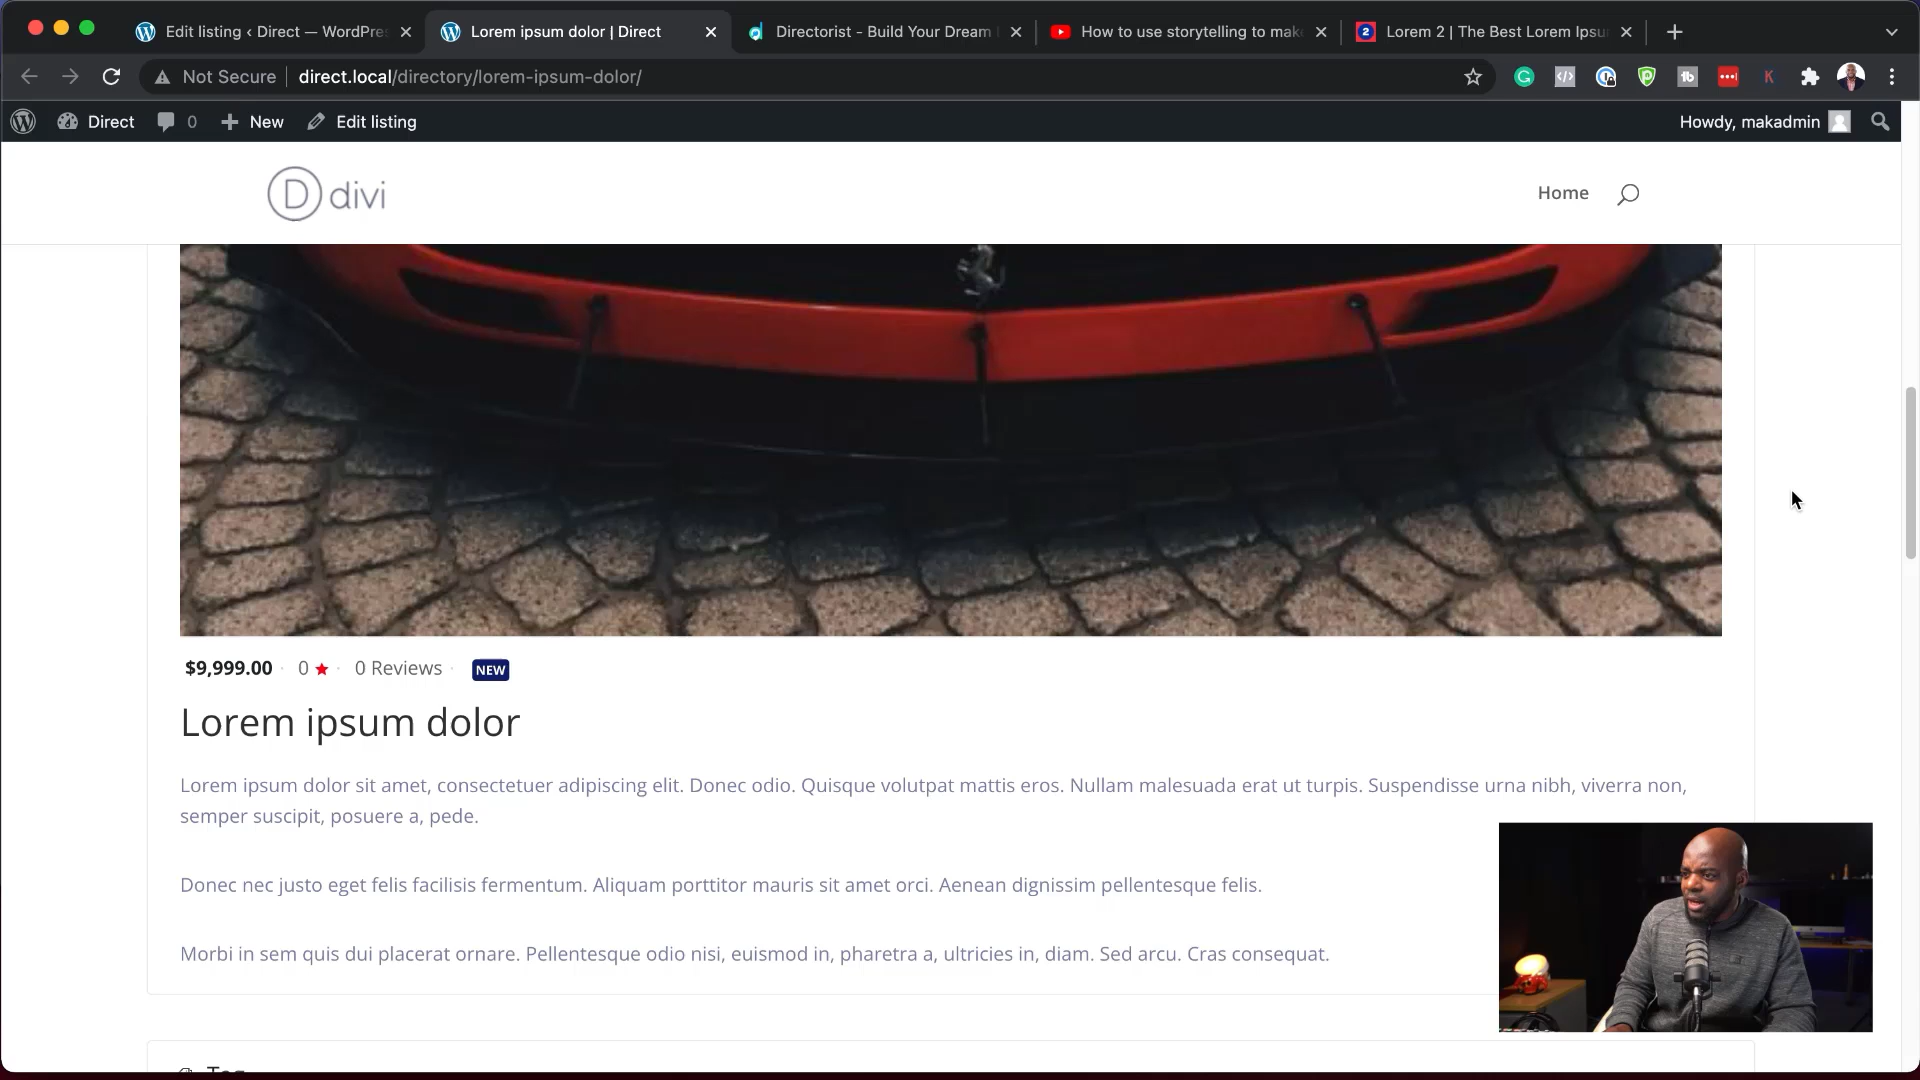 Edit listing ‹ Direct — WordPre
Lorem ipsum dolor | Direct
Directorist - Build Your Dream
How to use storytelling to mak
Lorem 2 | The Best Lorem Ipsu
Not Secure
direct.local/directory/lorem-ipsum-dolor/
Direct
0
New
Edit listing
Howdy, makadmin
D divi
Home
$9,999.00 · 0 ★ · 0 Reviews · NEW
Lorem ipsum dolor
Lorem ipsum dolor sit amet, consectetuer adipiscing elit. Donec odio. Quisque volutpat mattis eros. Nullam malesuada erat ut turpis. Suspendisse urna nibh, viverra non,
semper suscipit, posuere a, pede.
Donec nec justo eget felis facilisis fermentum. Aliquam porttitor mauris sit amet orci. Aenean dignissim pellentesque felis.
Morbi in sem quis dui placerat ornare. Pellentesque odio nisi, euismod in, pharetra a, ultricies in, diam. Sed arcu. Cras consequat.